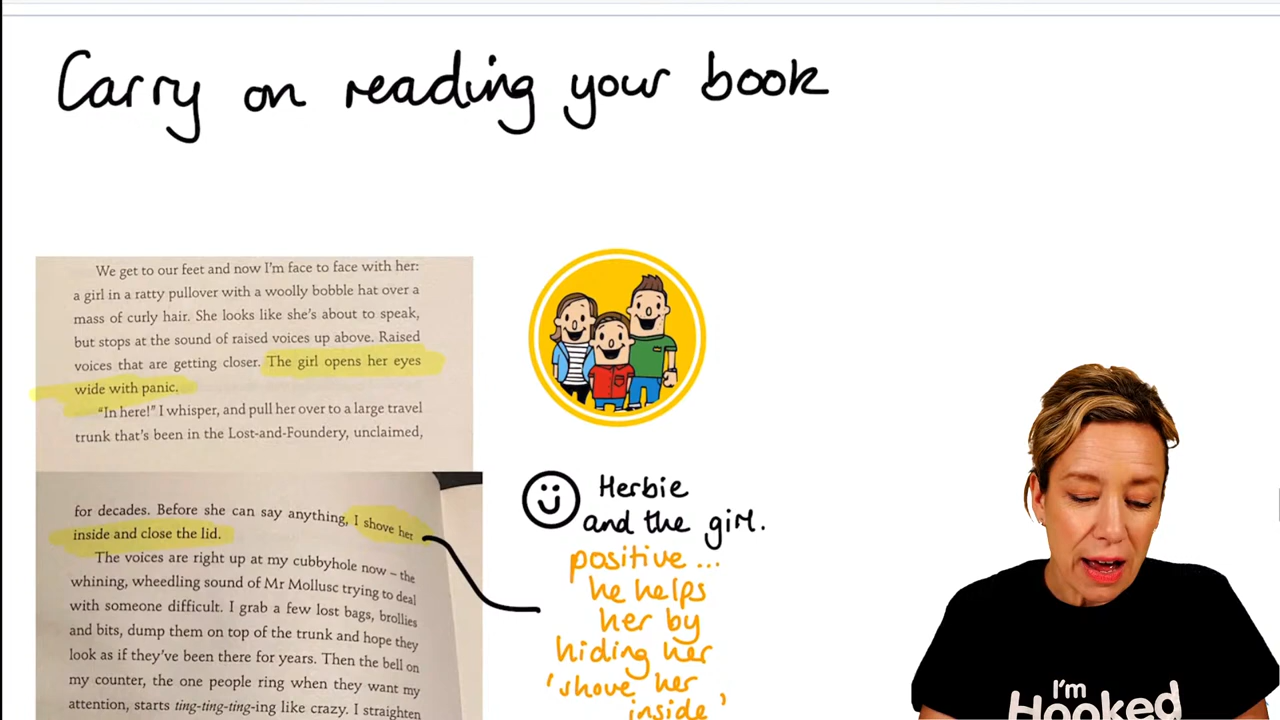 Carry on reading your book
We get to our feet and now I'm face to face with her:
a girl in a ratty pullover with a woolly bobble hat over a
mass of curly hair. She looks like she's about to speak,
but stops at the sound of raised voices up above. Raised
voices that are getting closer. The girl opens her eyes
wide with panic.
“In here!” I whisper, and pull her over to a large travel
trunk that's been in the Lost-and-Foundery, unclaimed,
for decades. Before she can say anything, I shove her
inside and close the lid.
The voices are right up at my cubbyhole now – the
whining, wheedling sound of Mr Mollusc trying to deal
with someone difficult. I grab a few lost bags, brollies
and bits, dump them on top of the trunk and hope they
look as if they've been there for years. Then the bell on
my counter, the one people ring when they want my
attention, starts ting-ting-ting-ing like crazy. I straighten
Herbie
and the girl.
positive...
he helps
her by
hiding her
'shove her
inside'
I'm
Hooked